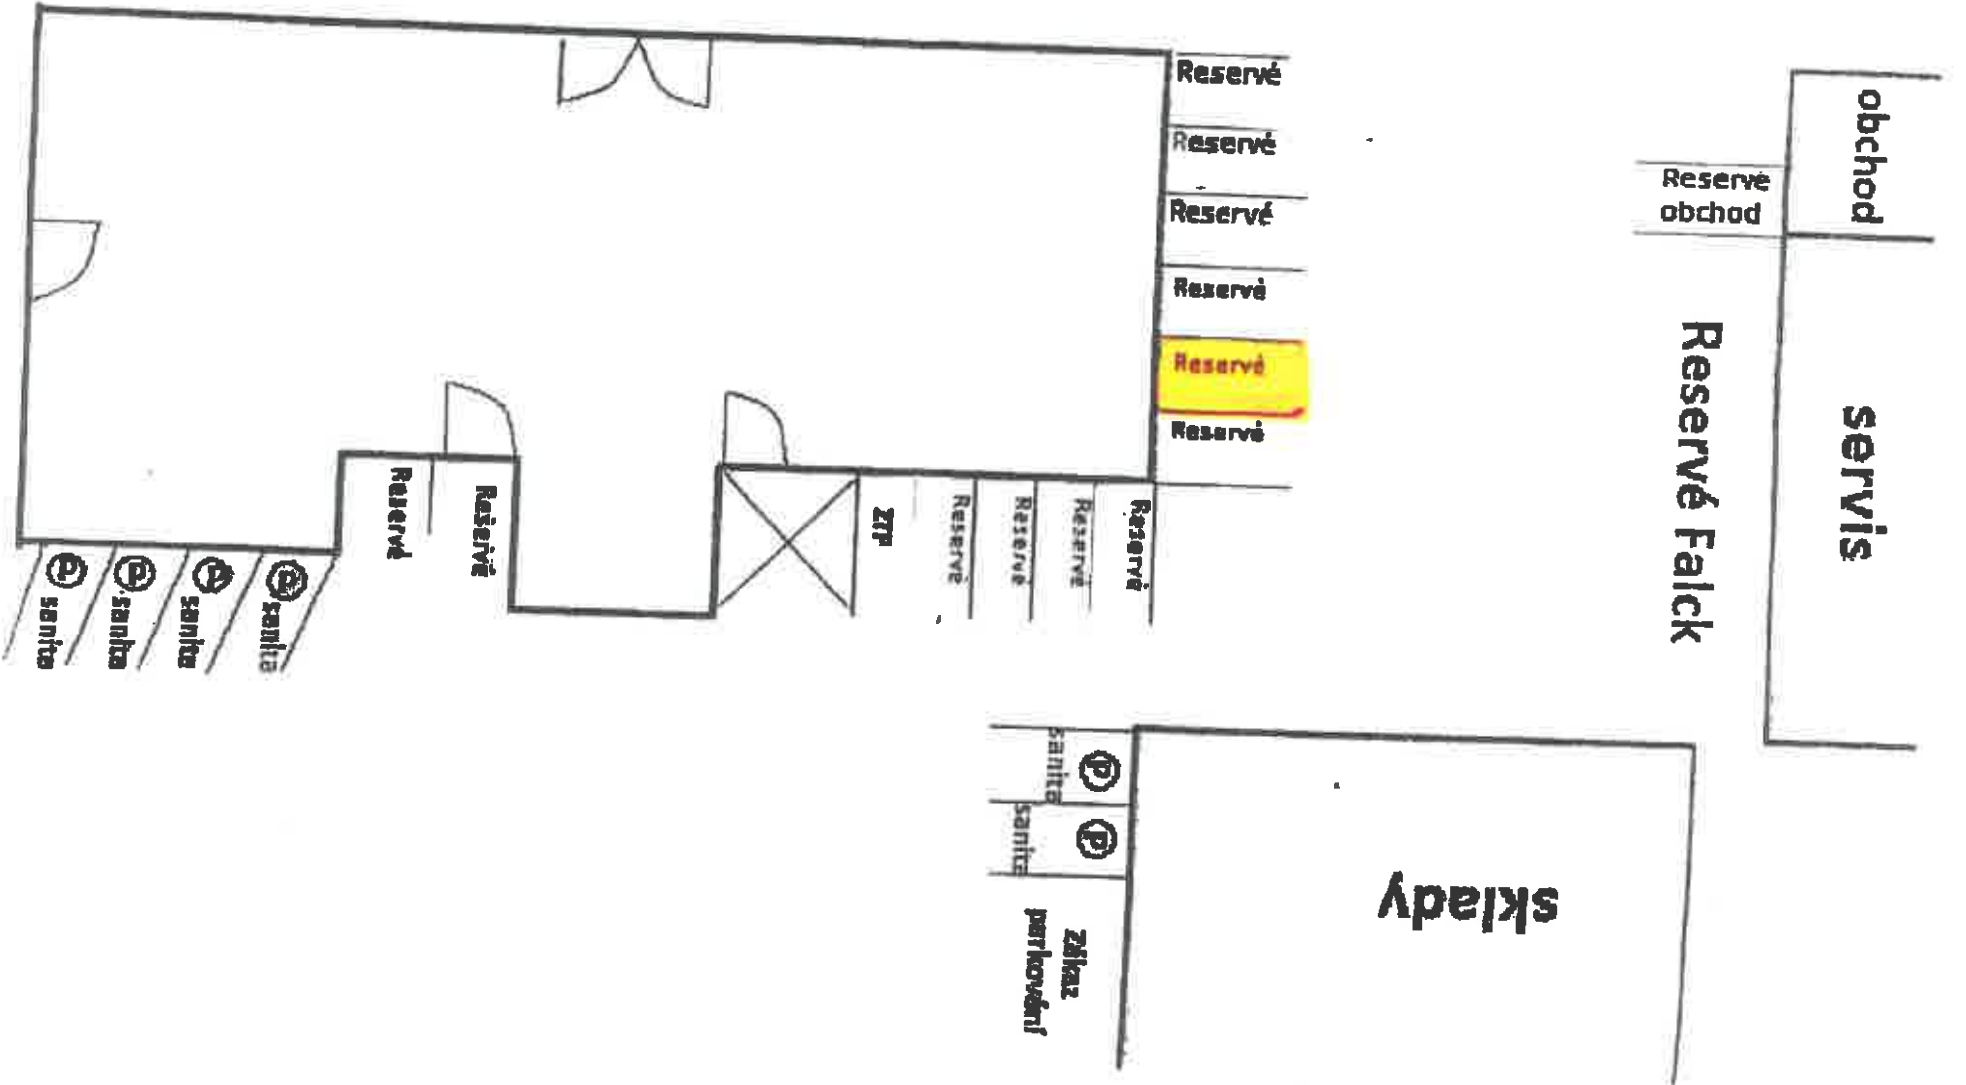 Reservé
Reservé
Reservé
Reservé
Reservé
Reservé
obchod
Reservé
obchod
Reservé Falck
servis
Reservé
Reservé
ZTP
Reservé
Reservé
Reservé
Reservé
P
sanita
P
sanita
P
sanita
P
sanita
P
sanita
P
sanita
Zákaz
parkování
sklady